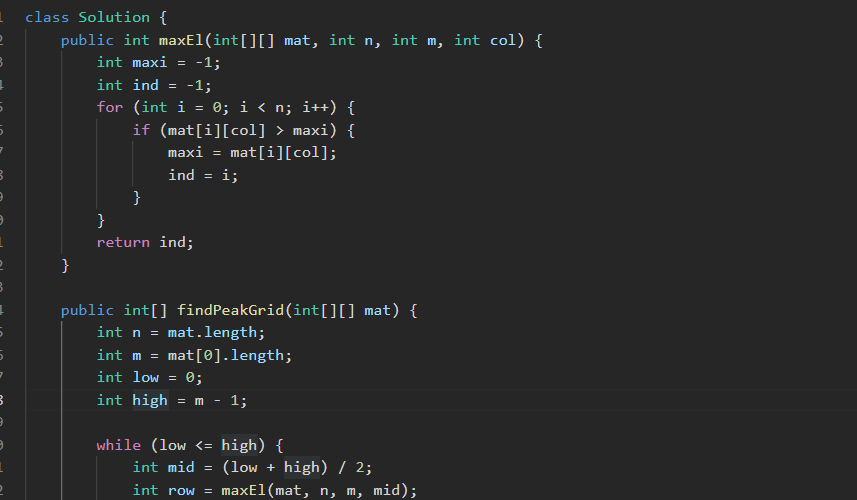 class Solution {
public int maxEl(int[][] mat, int n, int m, int col) {
int maxi = -1;
int ind = -1;
for (int i = 0; i < n; i++) {
if (mat[i][col] > maxi) {
maxi = mat[i][col];
ind = i;
}
}
return ind;
}
public int[] findPeakGrid(int[][] mat) {
int n = mat.length;
int m = mat[0].length;
int low = 0;
int high = m - 1;
while (low <= high) {
int mid = (low + high) / 2;
int row = maxEl(mat, n, m, mid);